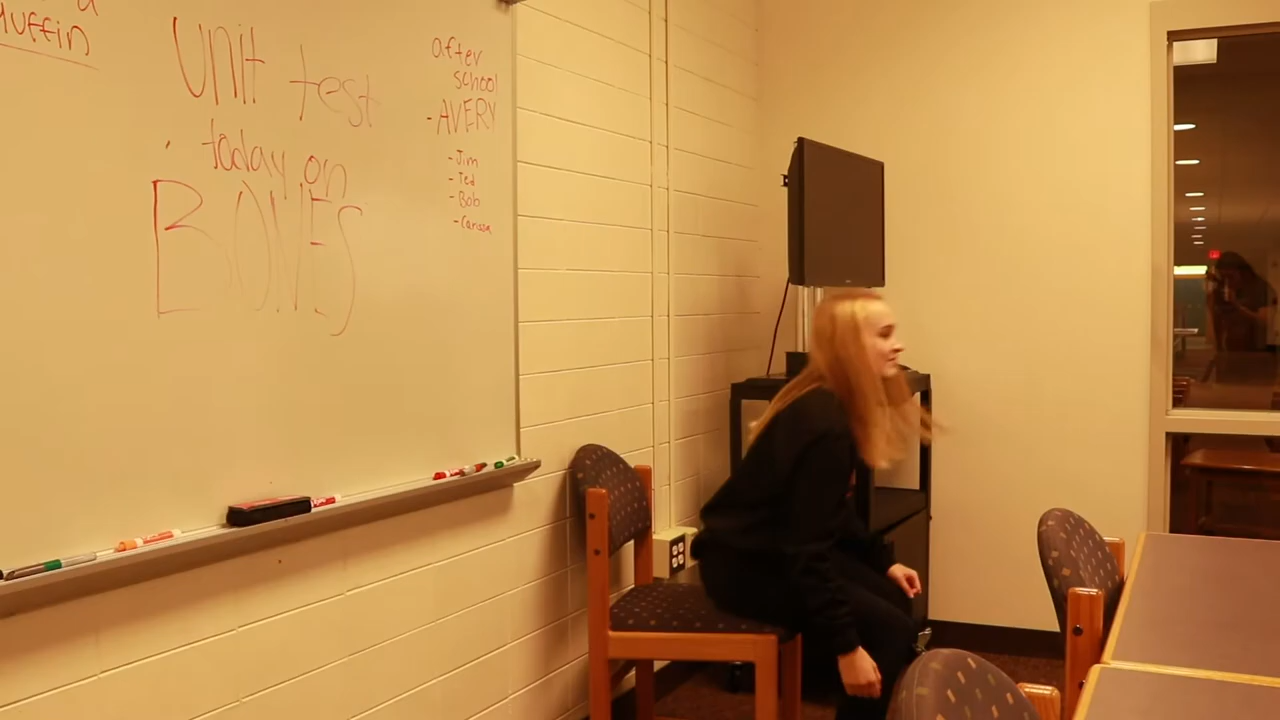 Muffin
Unit test
today on
BONES
after
school
-AVERY
-Jim
-Ted
-Bob
-Carissa